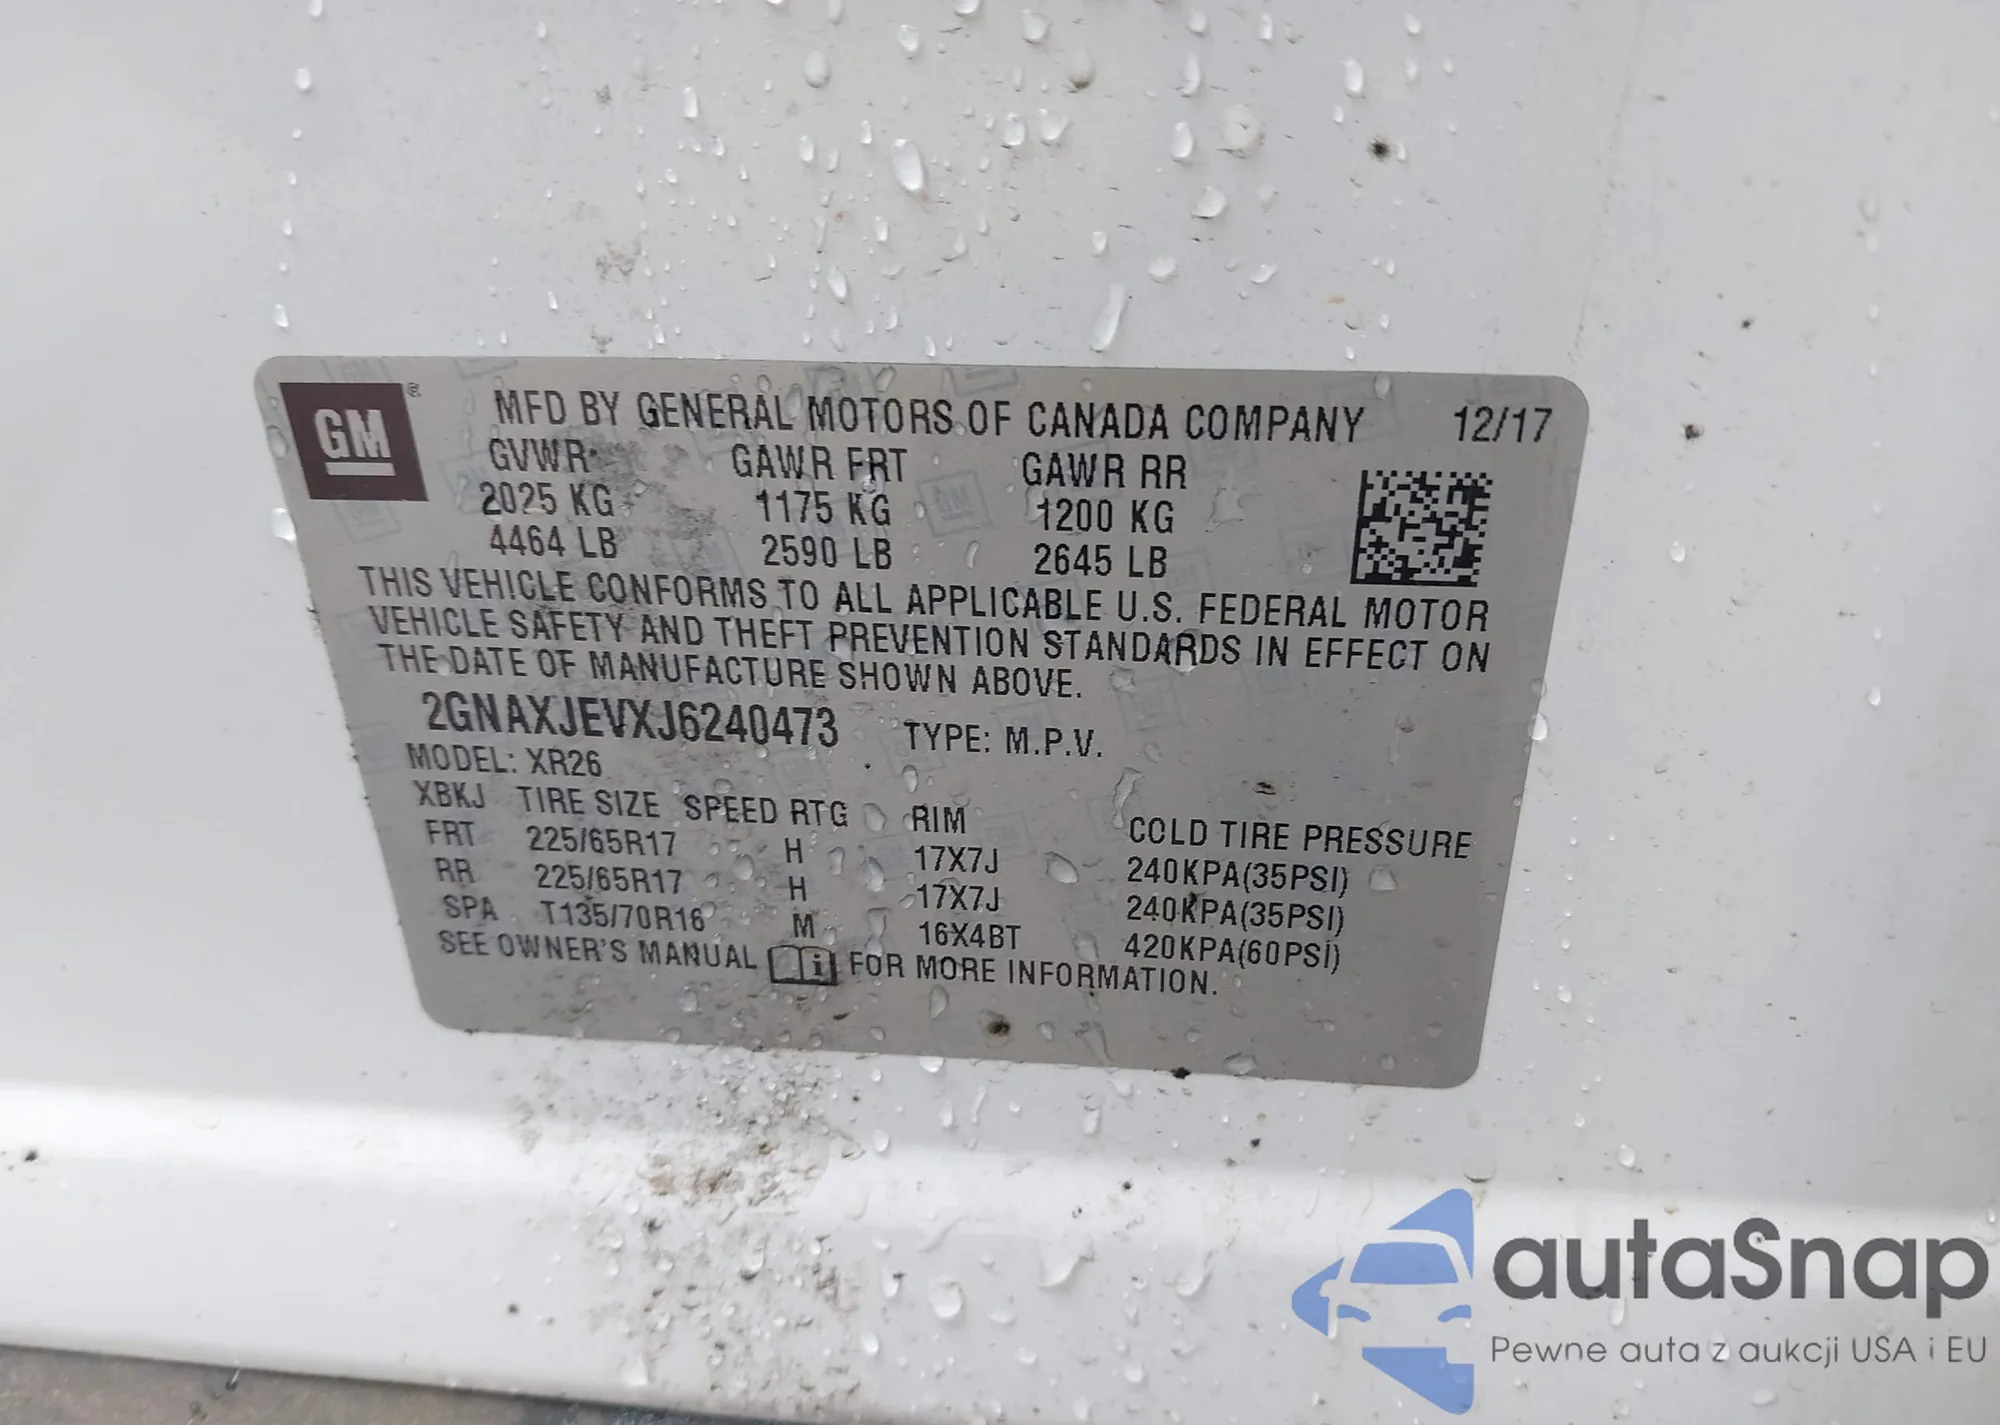 GM ®
MFD BY GENERAL MOTORS OF CANADA COMPANY 12/17
GVWR GAWR FRT GAWR RR
2025 KG 1175 KG 1200 KG
4464 LB 2590 LB 2645 LB
THIS VEHICLE CONFORMS TO ALL APPLICABLE U.S. FEDERAL MOTOR
VEHICLE SAFETY AND THEFT PREVENTION STANDARDS IN EFFECT ON
THE DATE OF MANUFACTURE SHOWN ABOVE.
2GNAXJEVXJ6240473 TYPE: M.P.V.
MODEL: XR26
XBKJ TIRE SIZE SPEED RTG RIM COLD TIRE PRESSURE
FRT 225/65R17 H 17X7J 240KPA(35PSI)
RR 225/65R17 H 17X7J 240KPA(35PSI)
SPA T135/70R16 M 16X4BT 420KPA(60PSI)
SEE OWNER'S MANUAL i FOR MORE INFORMATION.
autaSnap
Pewne auta z aukcji USA i EU